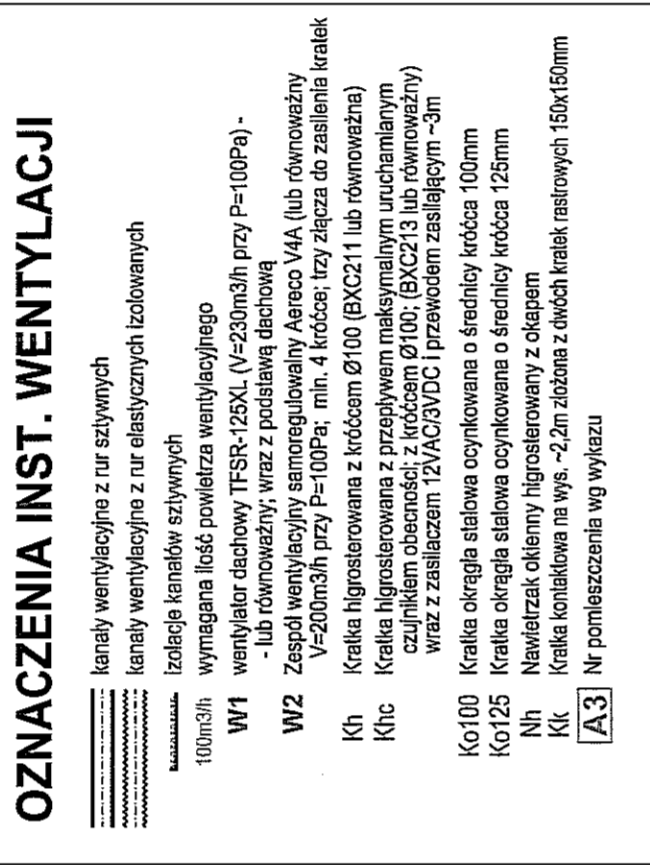 OZNACZENIA INST. WENTYLACJI
kanały wentylacyjne z rur sztywnych
kanały wentylacyjne z rur elastycznych izolowanych
izolacje kanałów sztywnych
100m3/h wymagana ilość powietrza wentylacyjnego
W1 wentylator dachowy TFSR-125XL (V=230m3/h przy P=100Pa) -
- lub równoważny; wraz z podstawą dachową
W2 Zespół wentylacyjny samoregulowalny Aereco V4A (lub równoważny
V=200m3/h przy P=100Pa; min. 4 króćce; trzy złącza do zasilenia kratek
Kh Kratka higrosterowana z króćcem Ø100 (BXC211 lub równoważna)
Khc Kratka higrosterowana z przepływem maksymalnym uruchamianym
czujnikiem obecności; z króćcem Ø100; (BXC213 lub równoważny)
wraz z zasilaczem 12VAC/3VDC i przewodem zasilającym ~3m
Ko100 Kratka okrągła stalowa ocynkowana o średnicy króćca 100mm
Ko125 Kratka okrągła stalowa ocynkowana o średnicy króćca 125mm
Nh Nawietrzak okienny higrosterowany z okapem
Kk Kratka kontaktowa na wys. ~2,2m złożona z dwóch kratek rastrowych 150x150mm
A3 Nr pomieszczenia wg wykazu